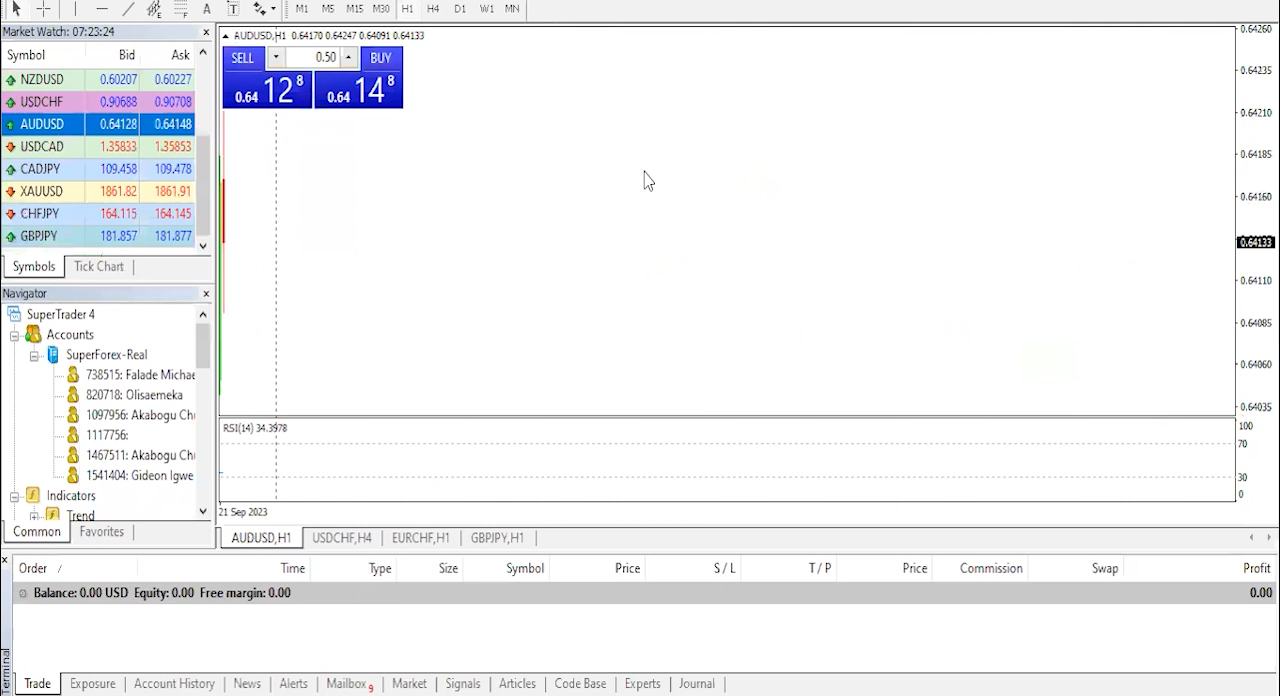 A T M1 M5 M15 M30 H1 H4 D1 W1 MN
Market Watch: 07:23:24
Symbol Bid Ask
NZDUSD 0.60207 0.60227
USDCHF 0.90688 0.90708
AUDUSD 0.64128 0.64148
USDCAD 1.35833 1.35853
CADJPY 109.458 109.478
XAUUSD 1861.82 1861.91
CHFJPY 164.115 164.145
GBPJPY 181.857 181.877
Symbols Tick Chart
Navigator
SuperTrader 4
Accounts
SuperForex-Real
738515: Falade Michae
820718: Olisaemeka
1097956: Akabogu Ch
1117756:
1467511: Akabogu Ch
1541404: Gideon Igwe
Indicators
Trend
Common Favorites
AUDUSD,H1 0.64170 0.64247 0.64091 0.64133
SELL 0.50 BUY
0.64 12 8 0.64 14 8
0.64260
0.64235
0.64210
0.64185
0.64160
0.64133
0.64110
0.64085
0.64060
0.64035
RSI(14) 34.3978
100
70
30
0
21 Sep 2023
AUDUSD,H1 USDCHF,H4 EURCHF,H1 GBPJPY,H1
Order / Time Type Size Symbol Price S / L T / P Price Commission Swap Profit
Balance: 0.00 USD Equity: 0.00 Free margin: 0.00 0.00
Terminal
Trade Exposure Account History News Alerts Mailbox 9 Market Signals Articles Code Base Experts Journal